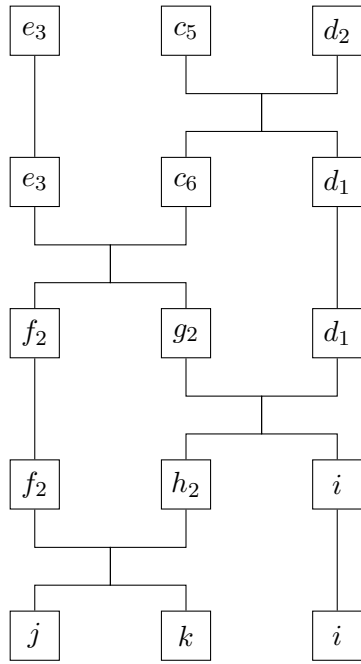 e₃ c₅ d₂
e₃ c₆ d₁
f₂ g₂ d₁
f₂ h₂ i
j k i